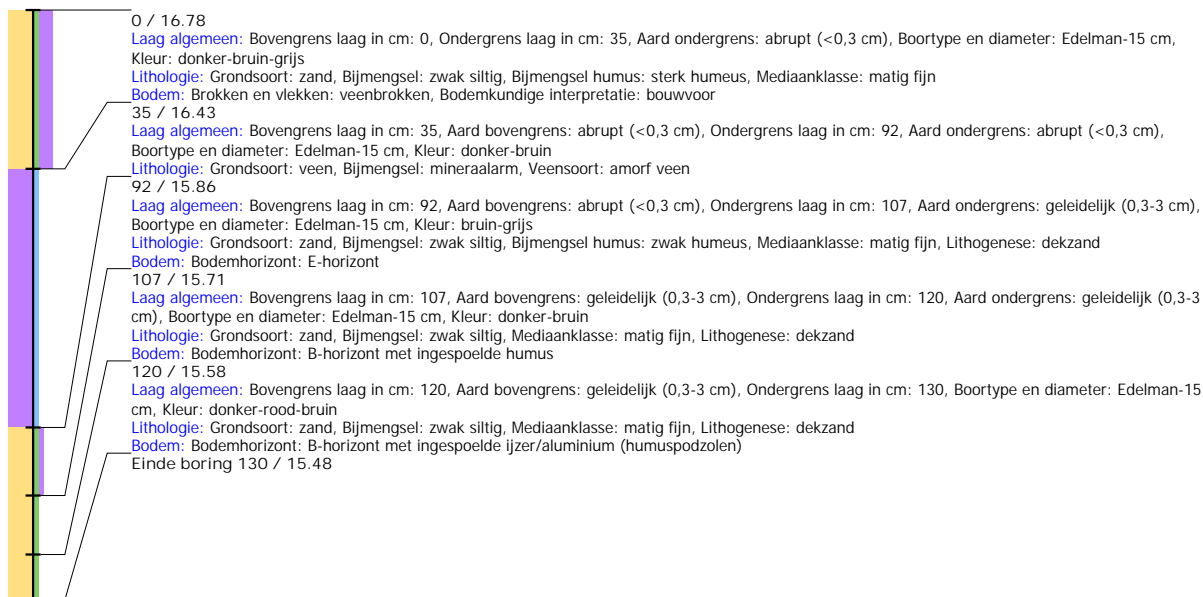 0 / 16.78
Laag algemeen: Bovengrens laag in cm: 0, Ondergrens laag in cm: 35, Aard ondergrens: abrupt (<0,3 cm), Boortype en diameter: Edelman-15 cm,
Kleur: donker-bruin-grijs
Lithologie: Grondsoort: zand, Bijmengsel: zwak siltig, Bijmengsel humus: sterk humeus, Mediaanklasse: matig fijn
Bodem: Brokken en vlekken: veenbrokken, Bodemkundige interpretatie: bouwvoor
35 / 16.43
Laag algemeen: Bovengrens laag in cm: 35, Aard bovengrens: abrupt (<0,3 cm), Ondergrens laag in cm: 92, Aard ondergrens: abrupt (<0,3 cm),
Boortype en diameter: Edelman-15 cm, Kleur: donker-bruin
Lithologie: Grondsoort: veen, Bijmengsel: mineraalarm, Veensoort: amorf veen
92 / 15.86
Laag algemeen: Bovengrens laag in cm: 92, Aard bovengrens: abrupt (<0,3 cm), Ondergrens laag in cm: 107, Aard ondergrens: geleidelijk (0,3-3 cm),
Boortype en diameter: Edelman-15 cm, Kleur: bruin-grijs
Lithologie: Grondsoort: zand, Bijmengsel: zwak siltig, Bijmengsel humus: zwak humeus, Mediaanklasse: matig fijn, Lithogenese: dekzand
Bodem: Bodemhorizont: E-horizont
107 / 15.71
Laag algemeen: Bovengrens laag in cm: 107, Aard bovengrens: geleidelijk (0,3-3 cm), Ondergrens laag in cm: 120, Aard ondergrens: geleidelijk (0,3-3
cm), Boortype en diameter: Edelman-15 cm, Kleur: donker-bruin
Lithologie: Grondsoort: zand, Bijmengsel: zwak siltig, Mediaanklasse: matig fijn, Lithogenese: dekzand
Bodem: Bodemhorizont: B-horizont met ingespoelde humus
120 / 15.58
Laag algemeen: Bovengrens laag in cm: 120, Aard bovengrens: geleidelijk (0,3-3 cm), Ondergrens laag in cm: 130, Boortype en diameter: Edelman-15
cm, Kleur: donker-rood-bruin
Lithologie: Grondsoort: zand, Bijmengsel: zwak siltig, Mediaanklasse: matig fijn, Lithogenese: dekzand
Bodem: Bodemhorizont: B-horizont met ingespoelde ijzer/aluminium (humuspodzolen)
Einde boring 130 / 15.48